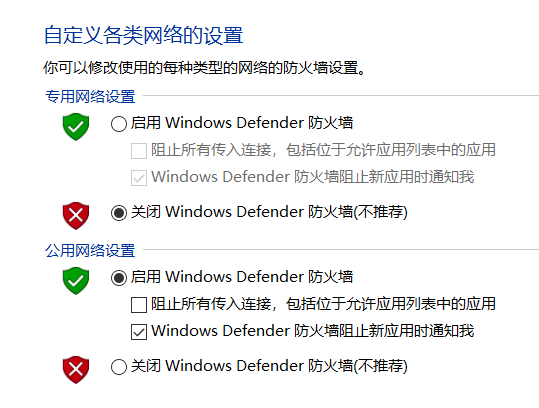 自定义各类网络的设置
你可以修改使用的每种类型的网络的防火墙设置。
专用网络设置
启用 Windows Defender 防火墙
阻止所有传入连接，包括位于允许应用列表中的应用
Windows Defender 防火墙阻止新应用时通知我
关闭 Windows Defender 防火墙(不推荐)
公用网络设置
启用 Windows Defender 防火墙
阻止所有传入连接，包括位于允许应用列表中的应用
Windows Defender 防火墙阻止新应用时通知我
关闭 Windows Defender 防火墙(不推荐)